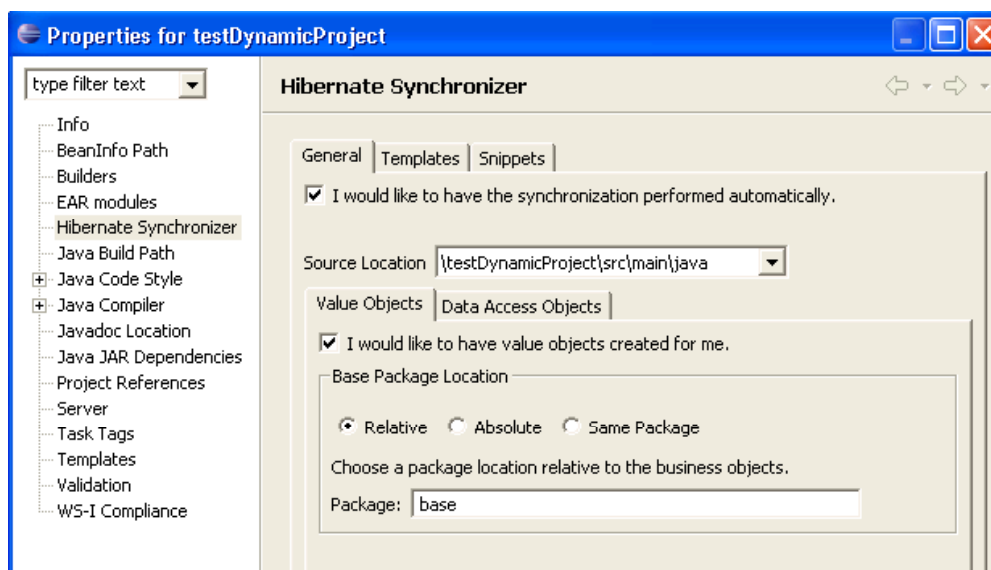 Properties for testDynamicProject
type filter text
Info
BeanInfo Path
Builders
EAR modules
Hibernate Synchronizer
Java Build Path
Java Code Style
Java Compiler
Javadoc Location
Java JAR Dependencies
Project References
Server
Task Tags
Templates
Validation
WS-I Compliance
Hibernate Synchronizer
General Templates Snippets
I would like to have the synchronization performed automatically.
Source Location \testDynamicProject\src\main\java
Value Objects Data Access Objects
I would like to have value objects created for me.
Base Package Location
Relative Absolute Same Package
Choose a package location relative to the business objects.
Package: base